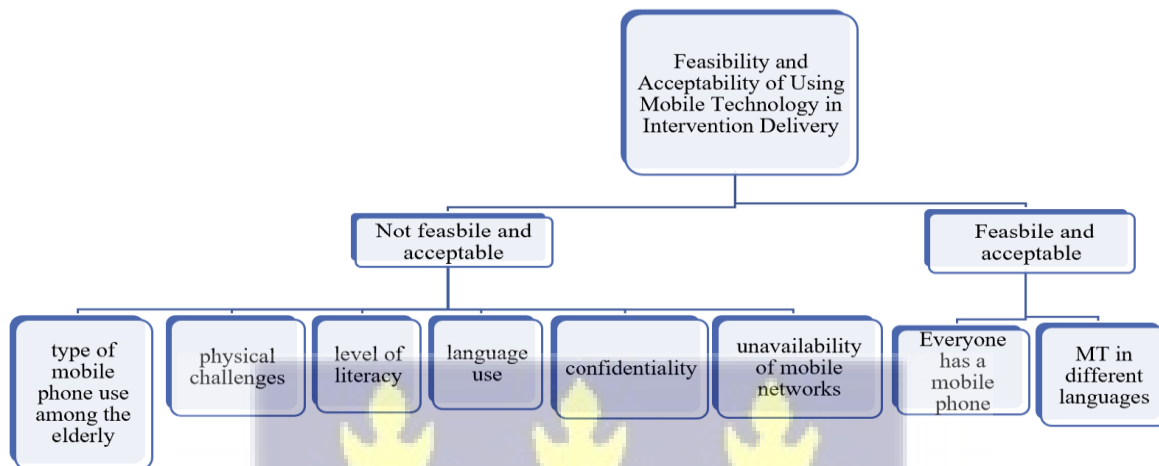 Feasibility and
Acceptability of Using
Mobile Technology in
Intervention Delivery
Not feasbile and
acceptable
Feasbile and
acceptable
type of
mobile
phone use
among the
elderly
physical
challenges
level of
literacy
language
use
confidentiality
unavailability
of mobile
networks
Everyone
has a
mobile
phone
MT in
different
languages